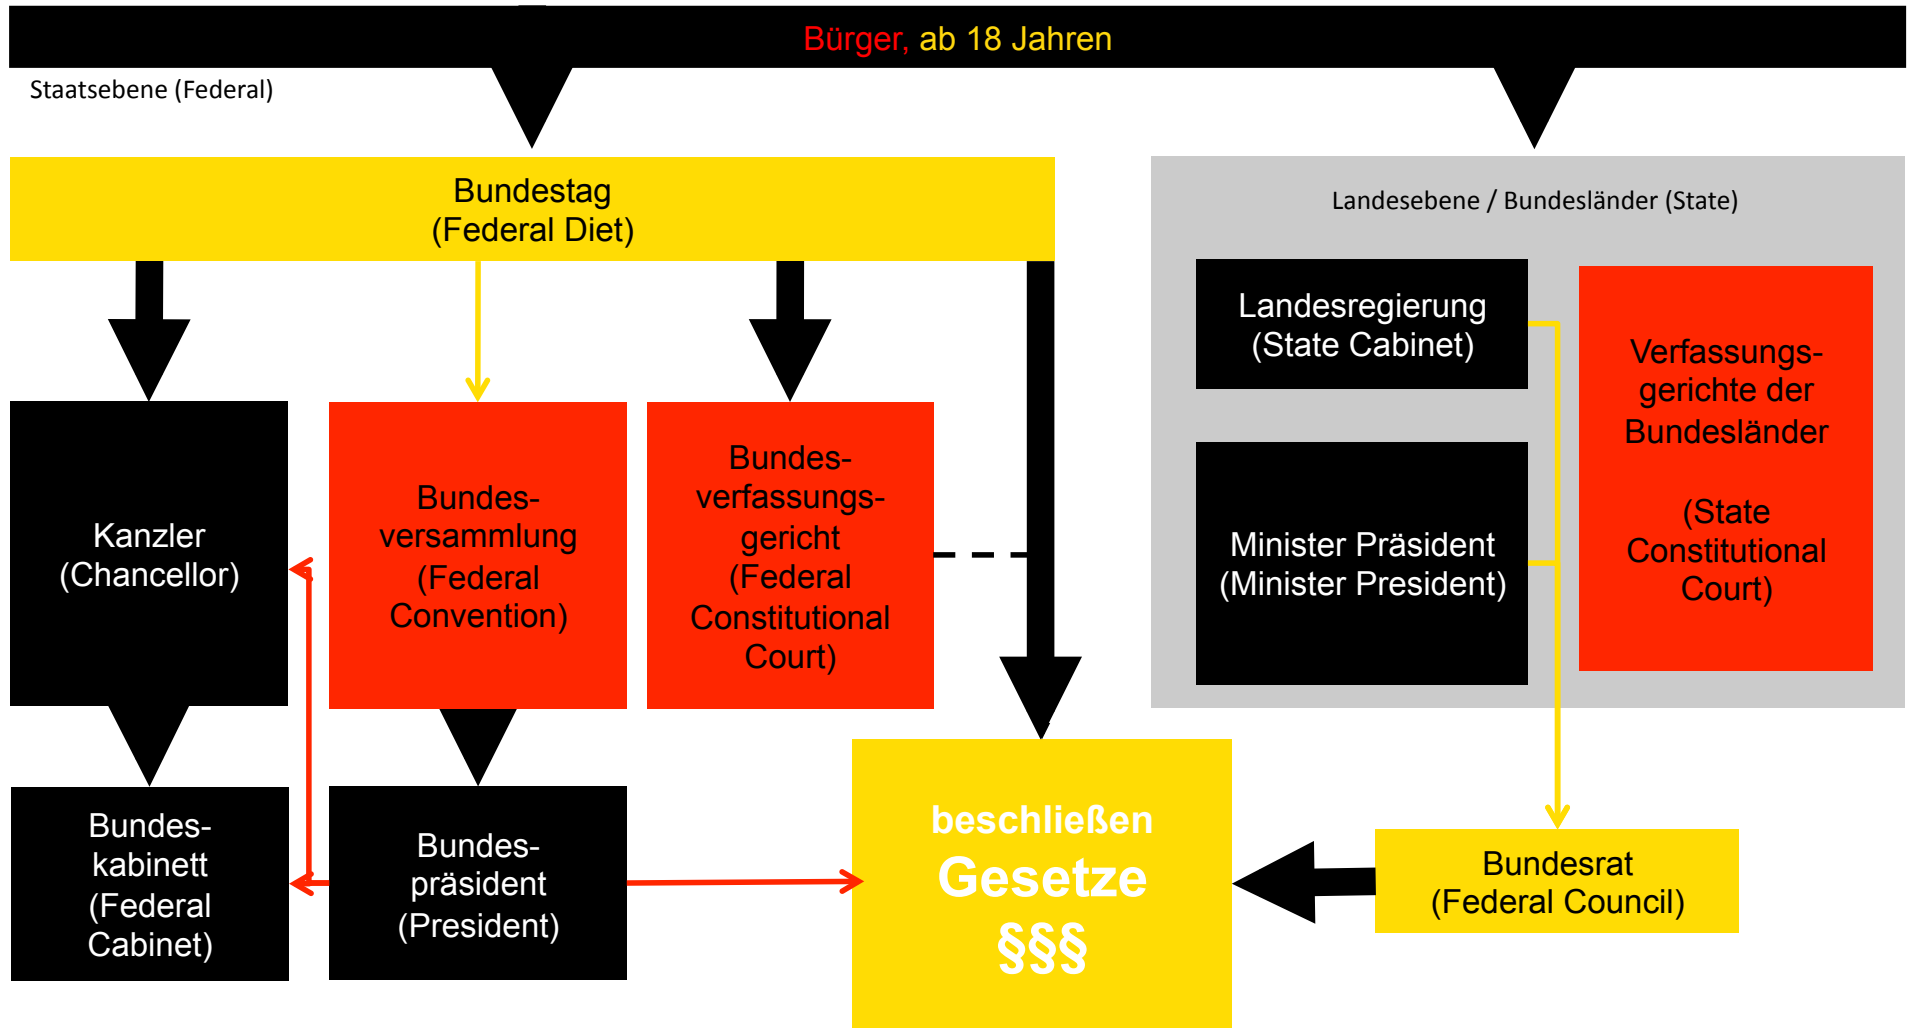 Bürger, ab 18 Jahren
Staatsebene (Federal)
Bundestag
(Federal Diet)
Landesebene / Bundesländer (State)
Landesregierung
(State Cabinet)
Verfassungs-
gerichte der
Bundesländer
(State
Constitutional
Court)
Minister Präsident
(Minister President)
Kanzler
(Chancellor)
Bundes-
versammlung
(Federal
Convention)
Bundes-
verfassungs-
gericht
(Federal
Constitutional
Court)
Bundes-
kabinett
(Federal
Cabinet)
Bundes-
präsident
(President)
beschließen
Gesetze
§§§
Bundesrat
(Federal Council)